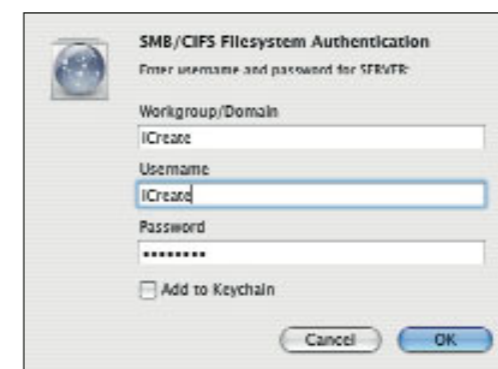 SMB/CIFS Filesystem Authentication
Enter username and password for SERVER:
Workgroup/Domain
ICreate
Username
ICreate
Password
••••••••
Add to Keychain
Cancel
OK